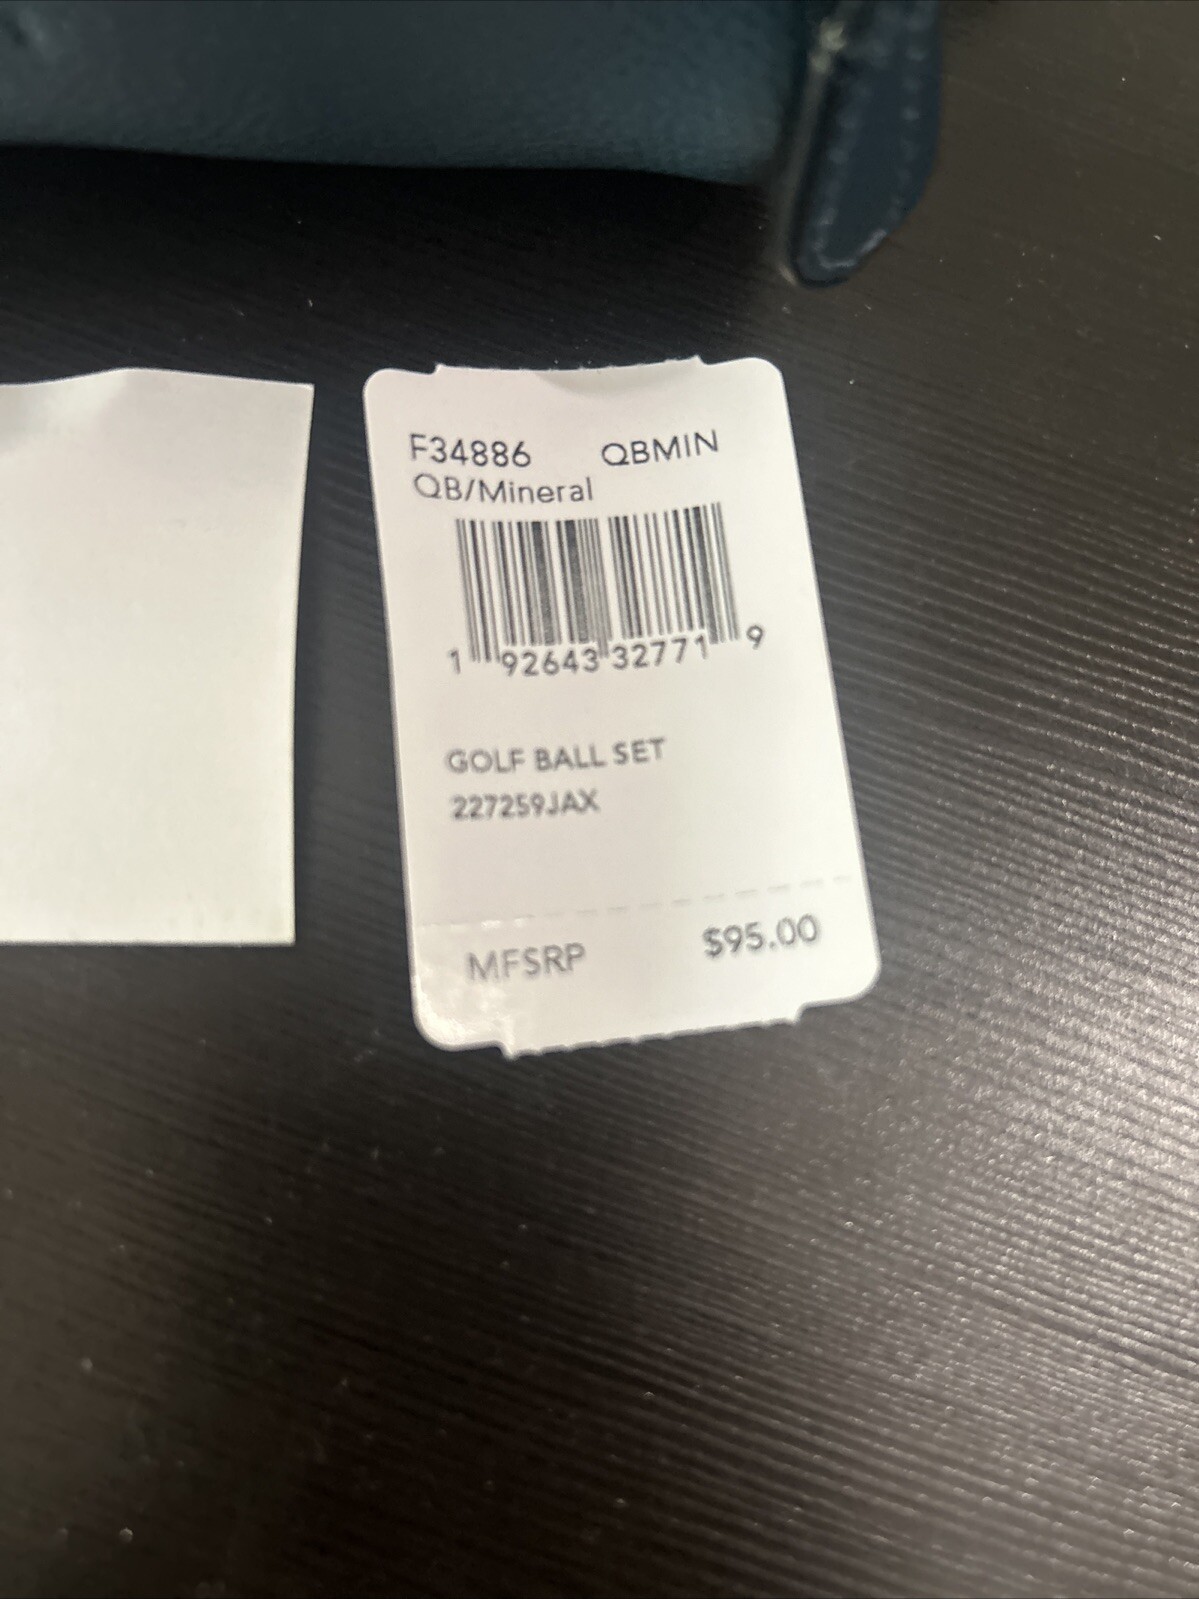 F34886 QBMIN
QB/Mineral
1 92643 32771 9
GOLF BALL SET
227259JAX
MFSRP $95.00